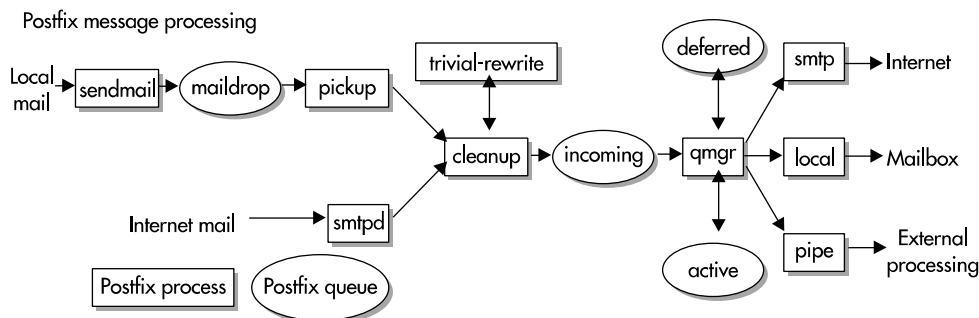 Postfix message processing
Local
mail
sendmail
maildrop
pickup
trivial-rewrite
cleanup
incoming
deferred
qmgr
active
smtp
Internet
local
Mailbox
pipe
External
processing
Internet mail
smtpd
Postfix process
Postfix queue